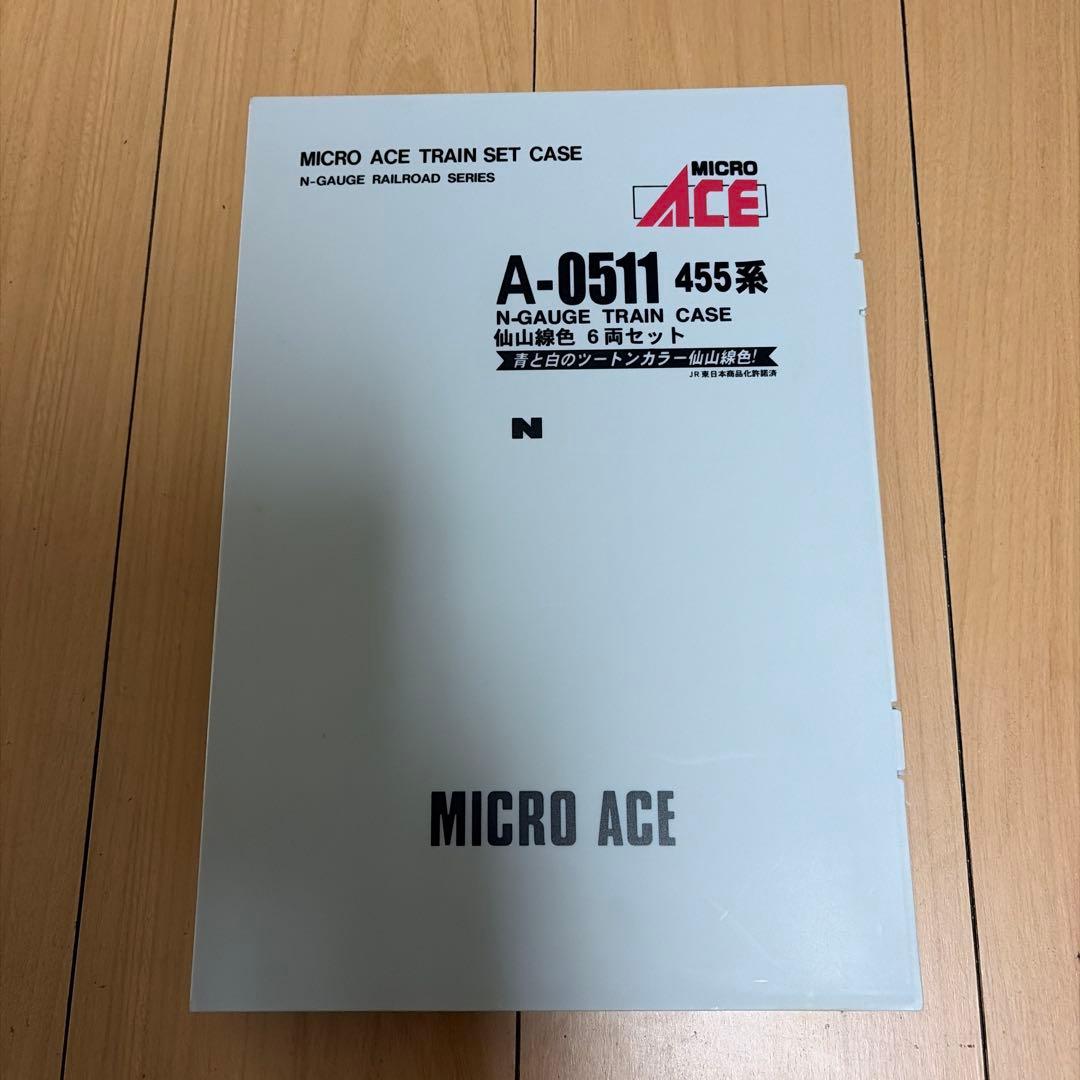 MICRO ACE TRAIN SET CASE
N-GAUGE RAILROAD SERIES
MICRO
ACE
A-0511 455系
N-GAUGE TRAIN CASE
仙山線色 6両セット
青と白のツートンカラー仙山線色!
JR東日本商品化許諾済
N
MICRO ACE